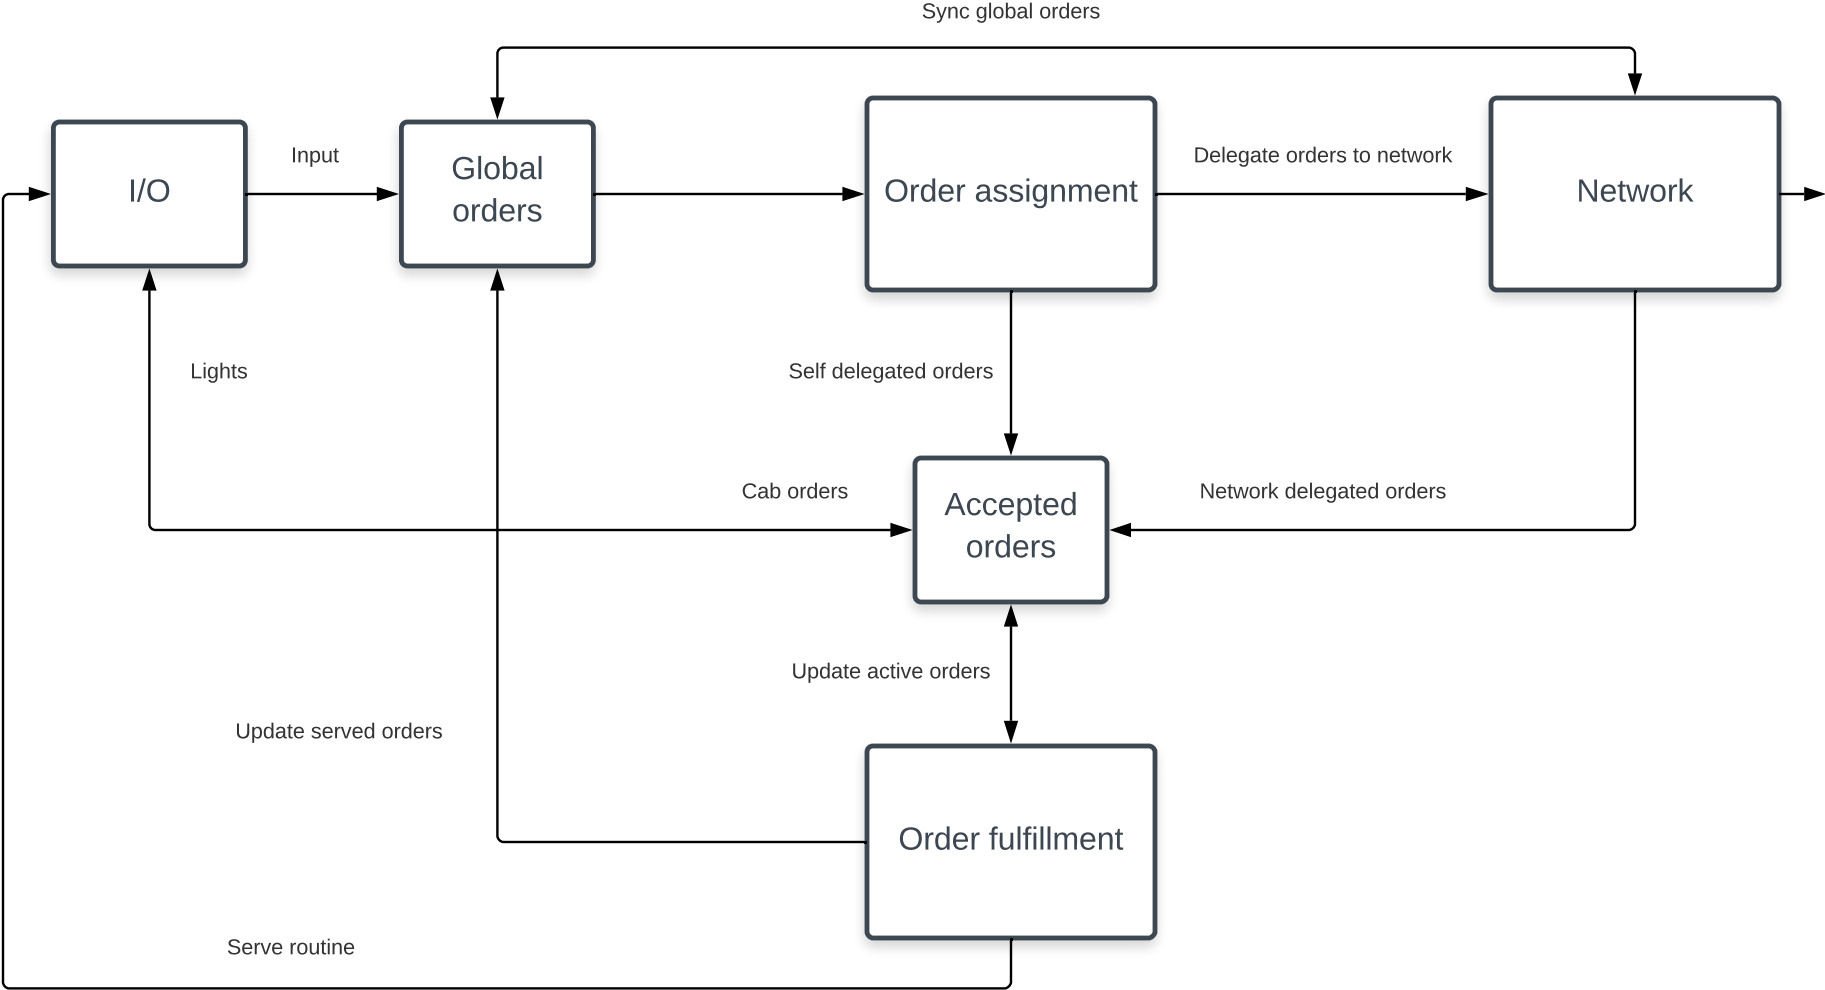 Sync global orders
I/O
Input
Global
orders
Order assignment
Delegate orders to network
Network
Lights
Self delegated orders
Cab orders
Accepted
orders
Network delegated orders
Update active orders
Update served orders
Order fulfillment
Serve routine